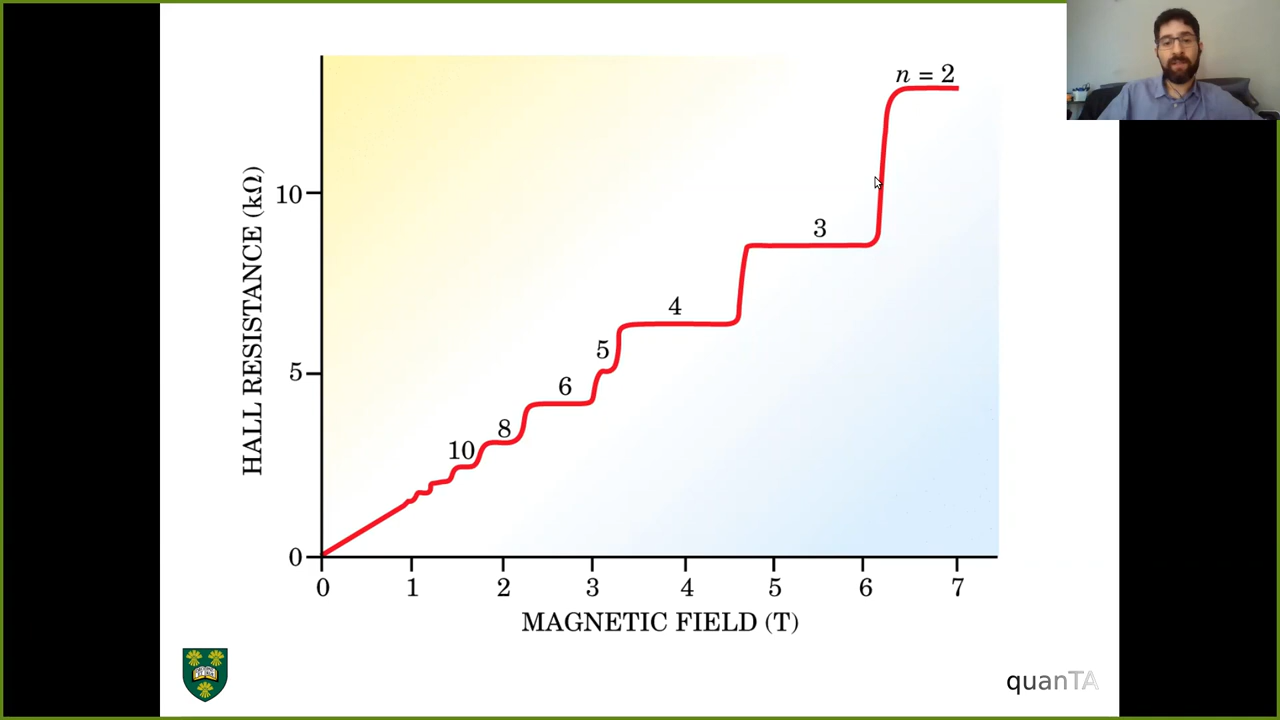 n = 2
10
3
4
5
5
6
8
10
0
0 1 2 3 4 5 6 7
HALL RESISTANCE (kΩ)
MAGNETIC FIELD (T)
quanTA